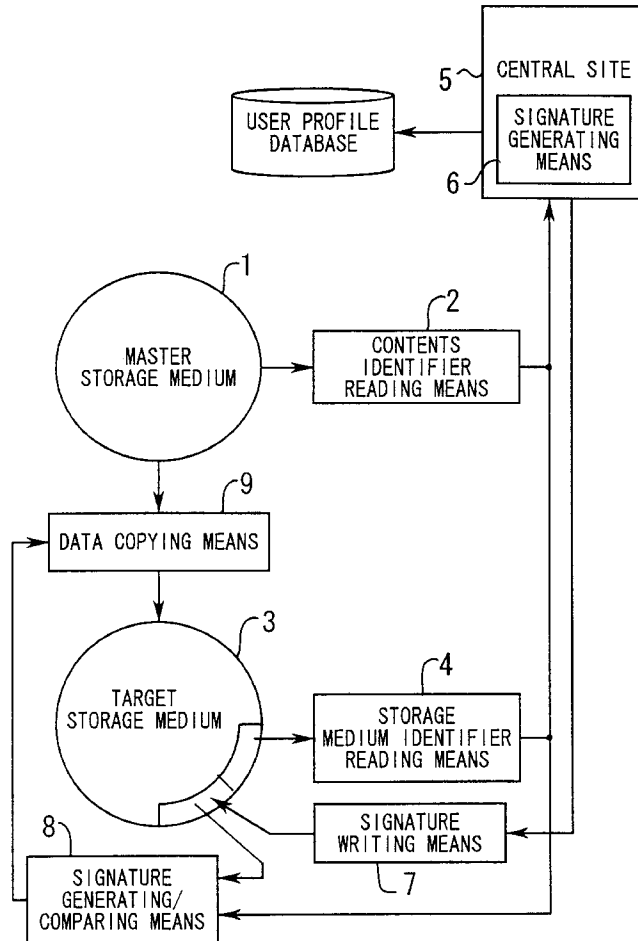 5
CENTRAL SITE
SIGNATURE
GENERATING
MEANS
6
USER PROFILE
DATABASE
1
MASTER
STORAGE MEDIUM
2
CONTENTS
IDENTIFIER
READING MEANS
9
DATA COPYING MEANS
3
TARGET
STORAGE MEDIUM
4
STORAGE
MEDIUM IDENTIFIER
READING MEANS
SIGNATURE
WRITING MEANS
7
8
SIGNATURE
GENERATING/
COMPARING MEANS